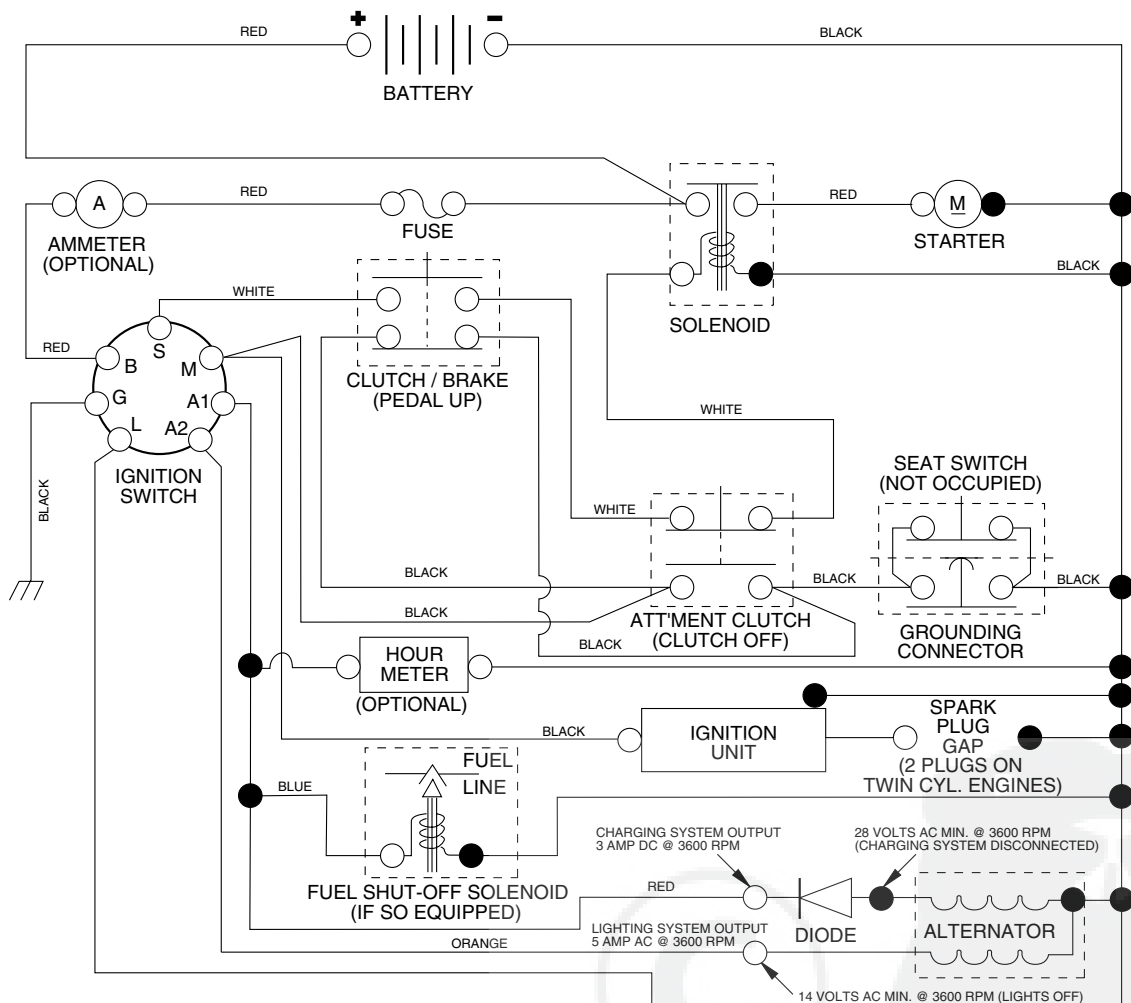 + -
RED
BLACK
BATTERY
A
RED
RED
M
AMMETER
(OPTIONAL)
FUSE
STARTER
WHITE
BLACK
SOLENOID
RED
S
B
M
G
A1
L
A2
CLUTCH / BRAKE
(PEDAL UP)
WHITE
IGNITION
SWITCH
BLACK
SEAT SWITCH
(NOT OCCUPIED)
WHITE
BLACK
BLACK
BLACK
BLACK
ATT'MENT CLUTCH
(CLUTCH OFF)
BLACK
GROUNDING
CONNECTOR
HOUR
METER
(OPTIONAL)
BLACK
IGNITION
UNIT
SPARK
PLUG
GAP
(2 PLUGS ON
TWIN CYL. ENGINES)
BLUE
FUEL
LINE
FUEL SHUT-OFF SOLENOID
(IF SO EQUIPPED)
CHARGING SYSTEM OUTPUT
3 AMP DC @ 3600 RPM
28 VOLTS AC MIN. @ 3600 RPM
(CHARGING SYSTEM DISCONNECTED)
RED
DIODE
ALTERNATOR
ORANGE
LIGHTING SYSTEM OUTPUT
5 AMP AC @ 3600 RPM
14 VOLTS AC MIN. @ 3600 RPM (LIGHTS OFF)